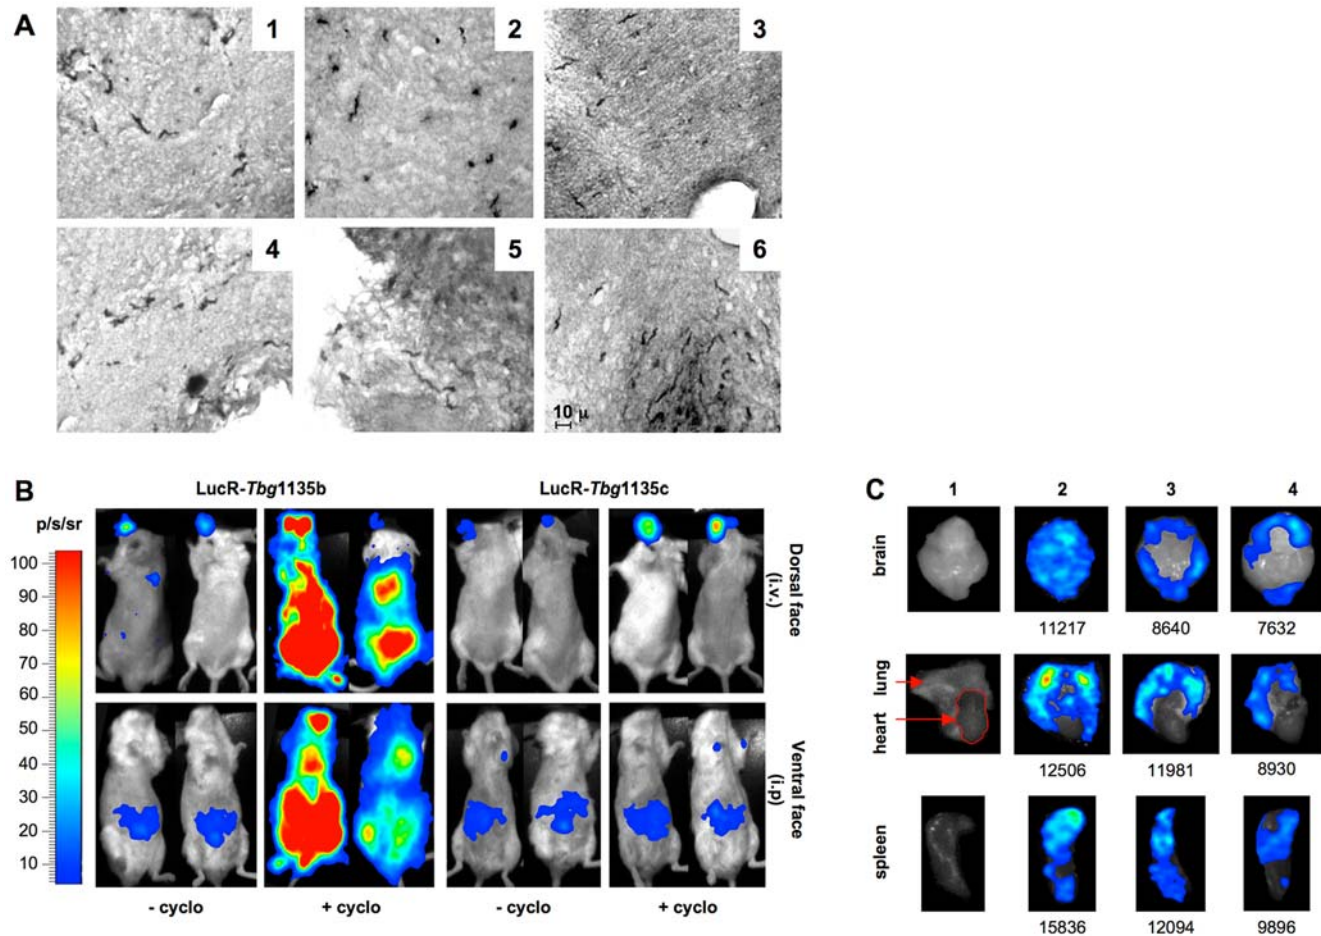 A
1
2
3
4
5
6
10 µ
B
LucR-Tbg1135b
LucR-Tbg1135c
p/s/sr
100
90
80
70
60
50
40
30
20
10
Dorsal face
(i.v.)
Ventral face
(i.p)
- cyclo
+ cyclo
- cyclo
+ cyclo
C
1
2
3
4
brain
11217
8640
7632
lung
heart
12506
11981
8930
spleen
15836
12094
9896